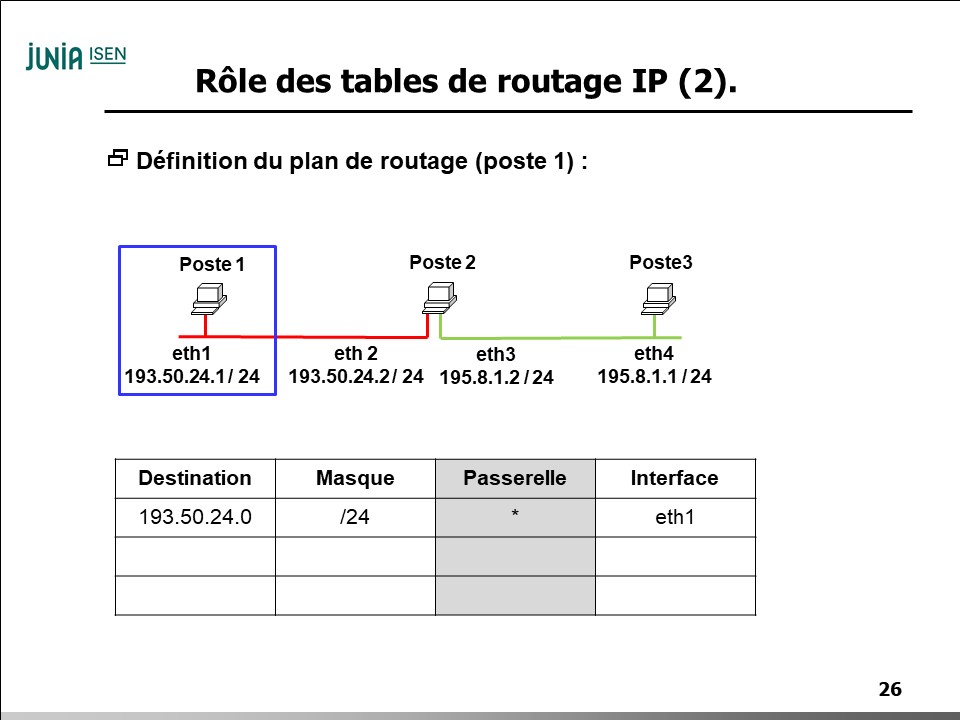 JUNIA ISEN
Rôle des tables de routage IP (2).
Définition du plan de routage (poste 1) :
Poste 1
Poste 2
Poste3
eth1
193.50.24.1 / 24
eth 2
193.50.24.2 / 24
eth3
195.8.1.2 / 24
eth4
195.8.1.1 / 24
Destination Masque Passerelle Interface
193.50.24.0 /24 * eth1
26